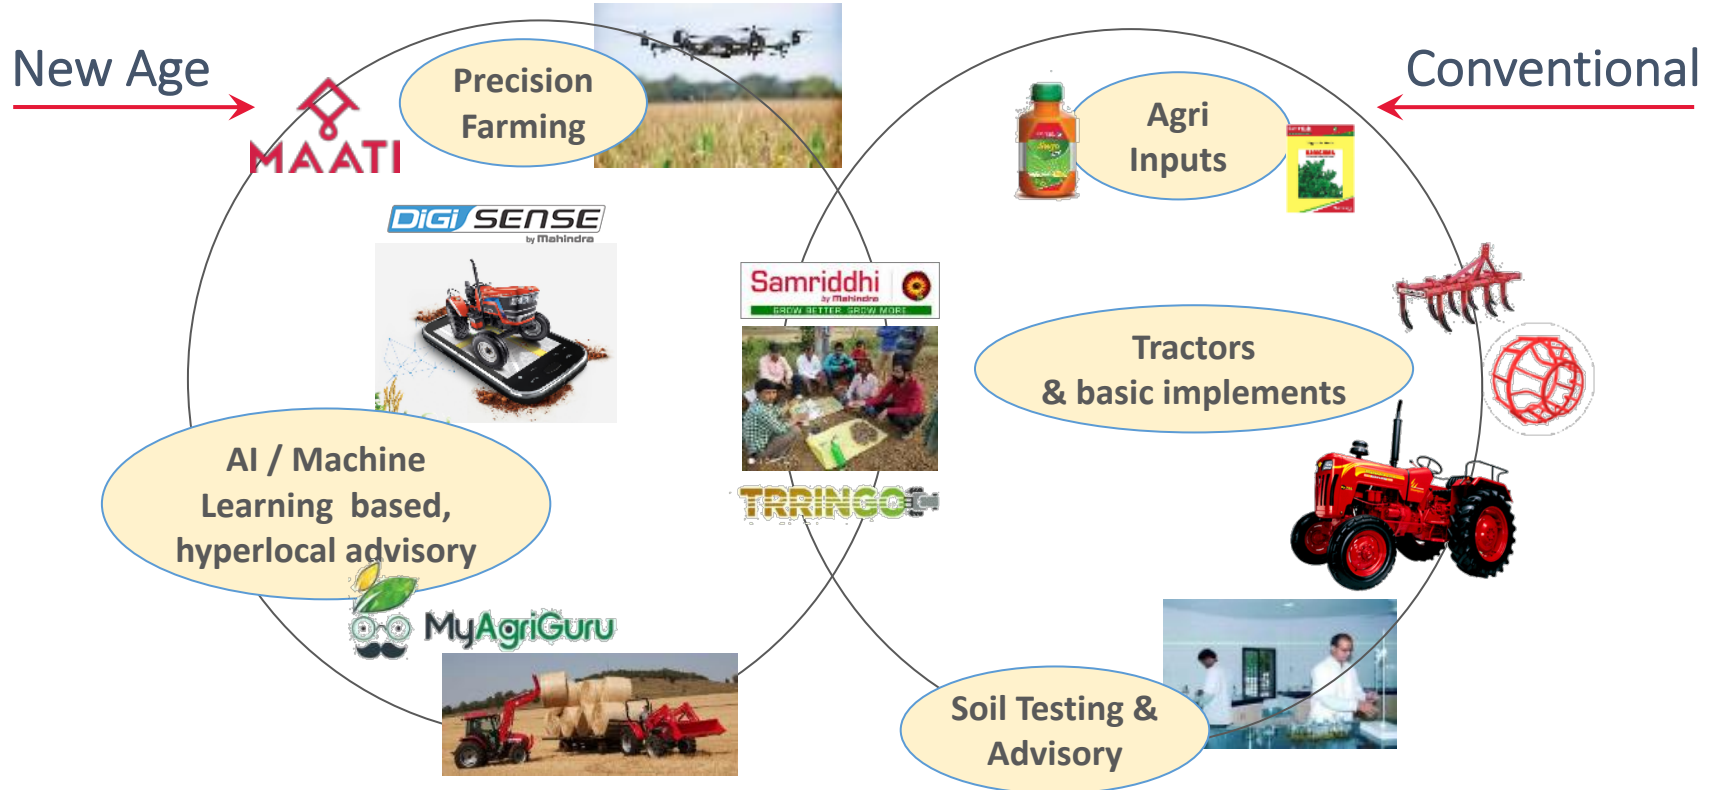 New Age
Conventional
Precision
Farming
MAATI
Agri
Inputs
DiGi SENSE
by Mahindra
Samriddhi
by Mahindra
GROW BETTER. GROW MORE.
Tractors
& basic implements
AI / Machine
Learning based,
hyperlocal advisory
TRRINGO
MyAgriGuru
Soil Testing &
Advisory